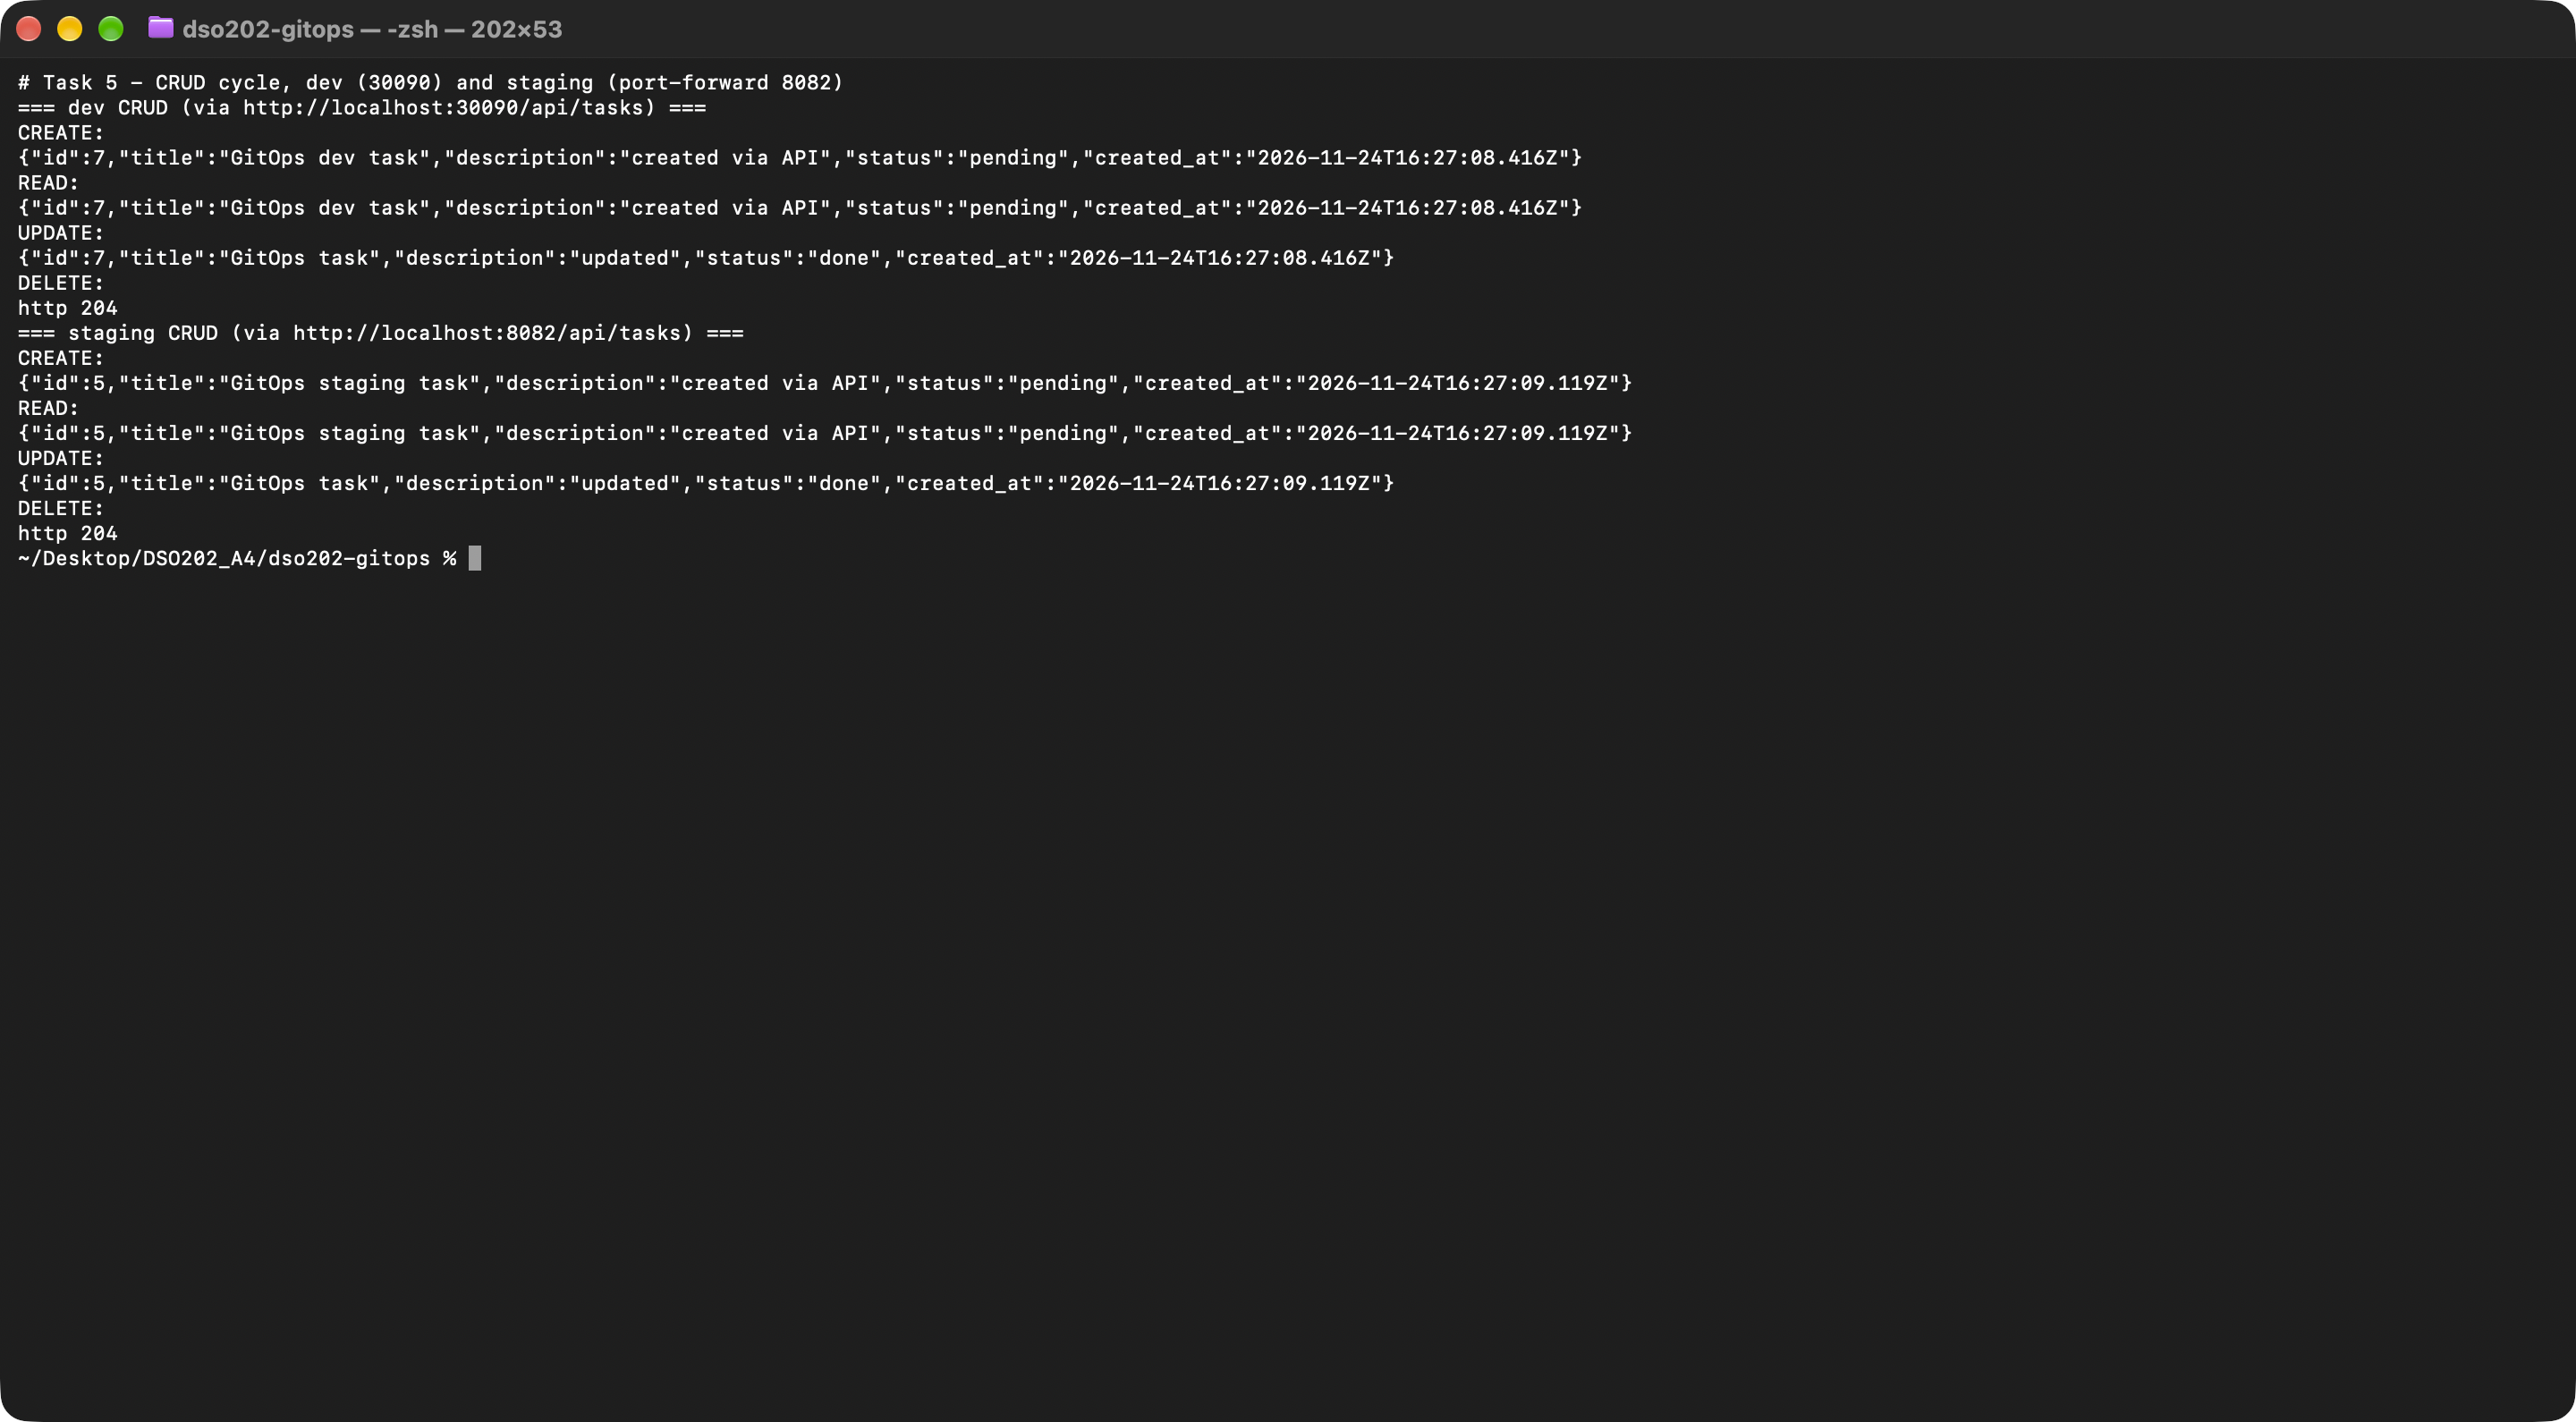 dso202-gitops — -zsh — 202×53
# Task 5 — CRUD cycle, dev (30090) and staging (port-forward 8082)
=== dev CRUD (via http://localhost:30090/api/tasks) ===
CREATE:
{"id":7,"title":"GitOps dev task","description":"created via API","status":"pending","created_at":"2026-11-24T16:27:08.416Z"}
READ:
{"id":7,"title":"GitOps dev task","description":"created via API","status":"pending","created_at":"2026-11-24T16:27:08.416Z"}
UPDATE:
{"id":7,"title":"GitOps task","description":"updated","status":"done","created_at":"2026-11-24T16:27:08.416Z"}
DELETE:
http 204
=== staging CRUD (via http://localhost:8082/api/tasks) ===
CREATE:
{"id":5,"title":"GitOps staging task","description":"created via API","status":"pending","created_at":"2026-11-24T16:27:09.119Z"}
READ:
{"id":5,"title":"GitOps staging task","description":"created via API","status":"pending","created_at":"2026-11-24T16:27:09.119Z"}
UPDATE:
{"id":5,"title":"GitOps task","description":"updated","status":"done","created_at":"2026-11-24T16:27:09.119Z"}
DELETE:
http 204
~/Desktop/DSO202_A4/dso202-gitops %